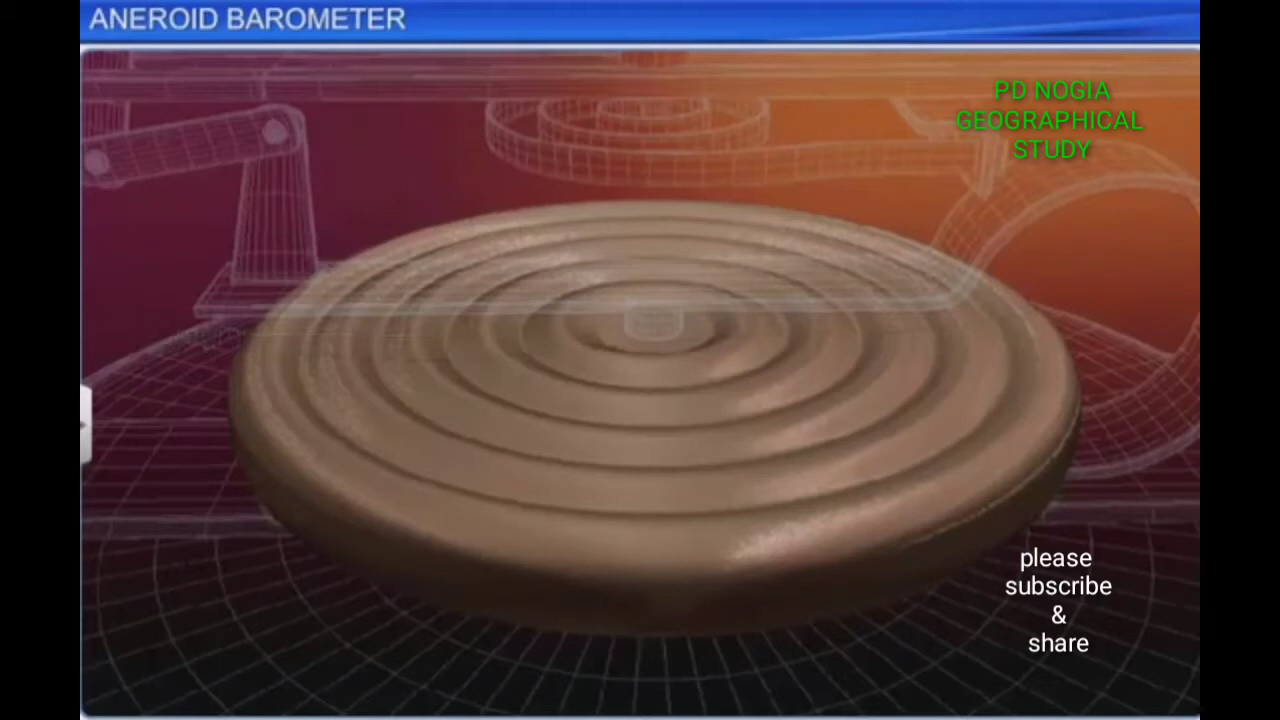 ANEROID BAROMETER
PD NOGIA
GEOGRAPHICAL
STUDY
please
subscribe
&
share